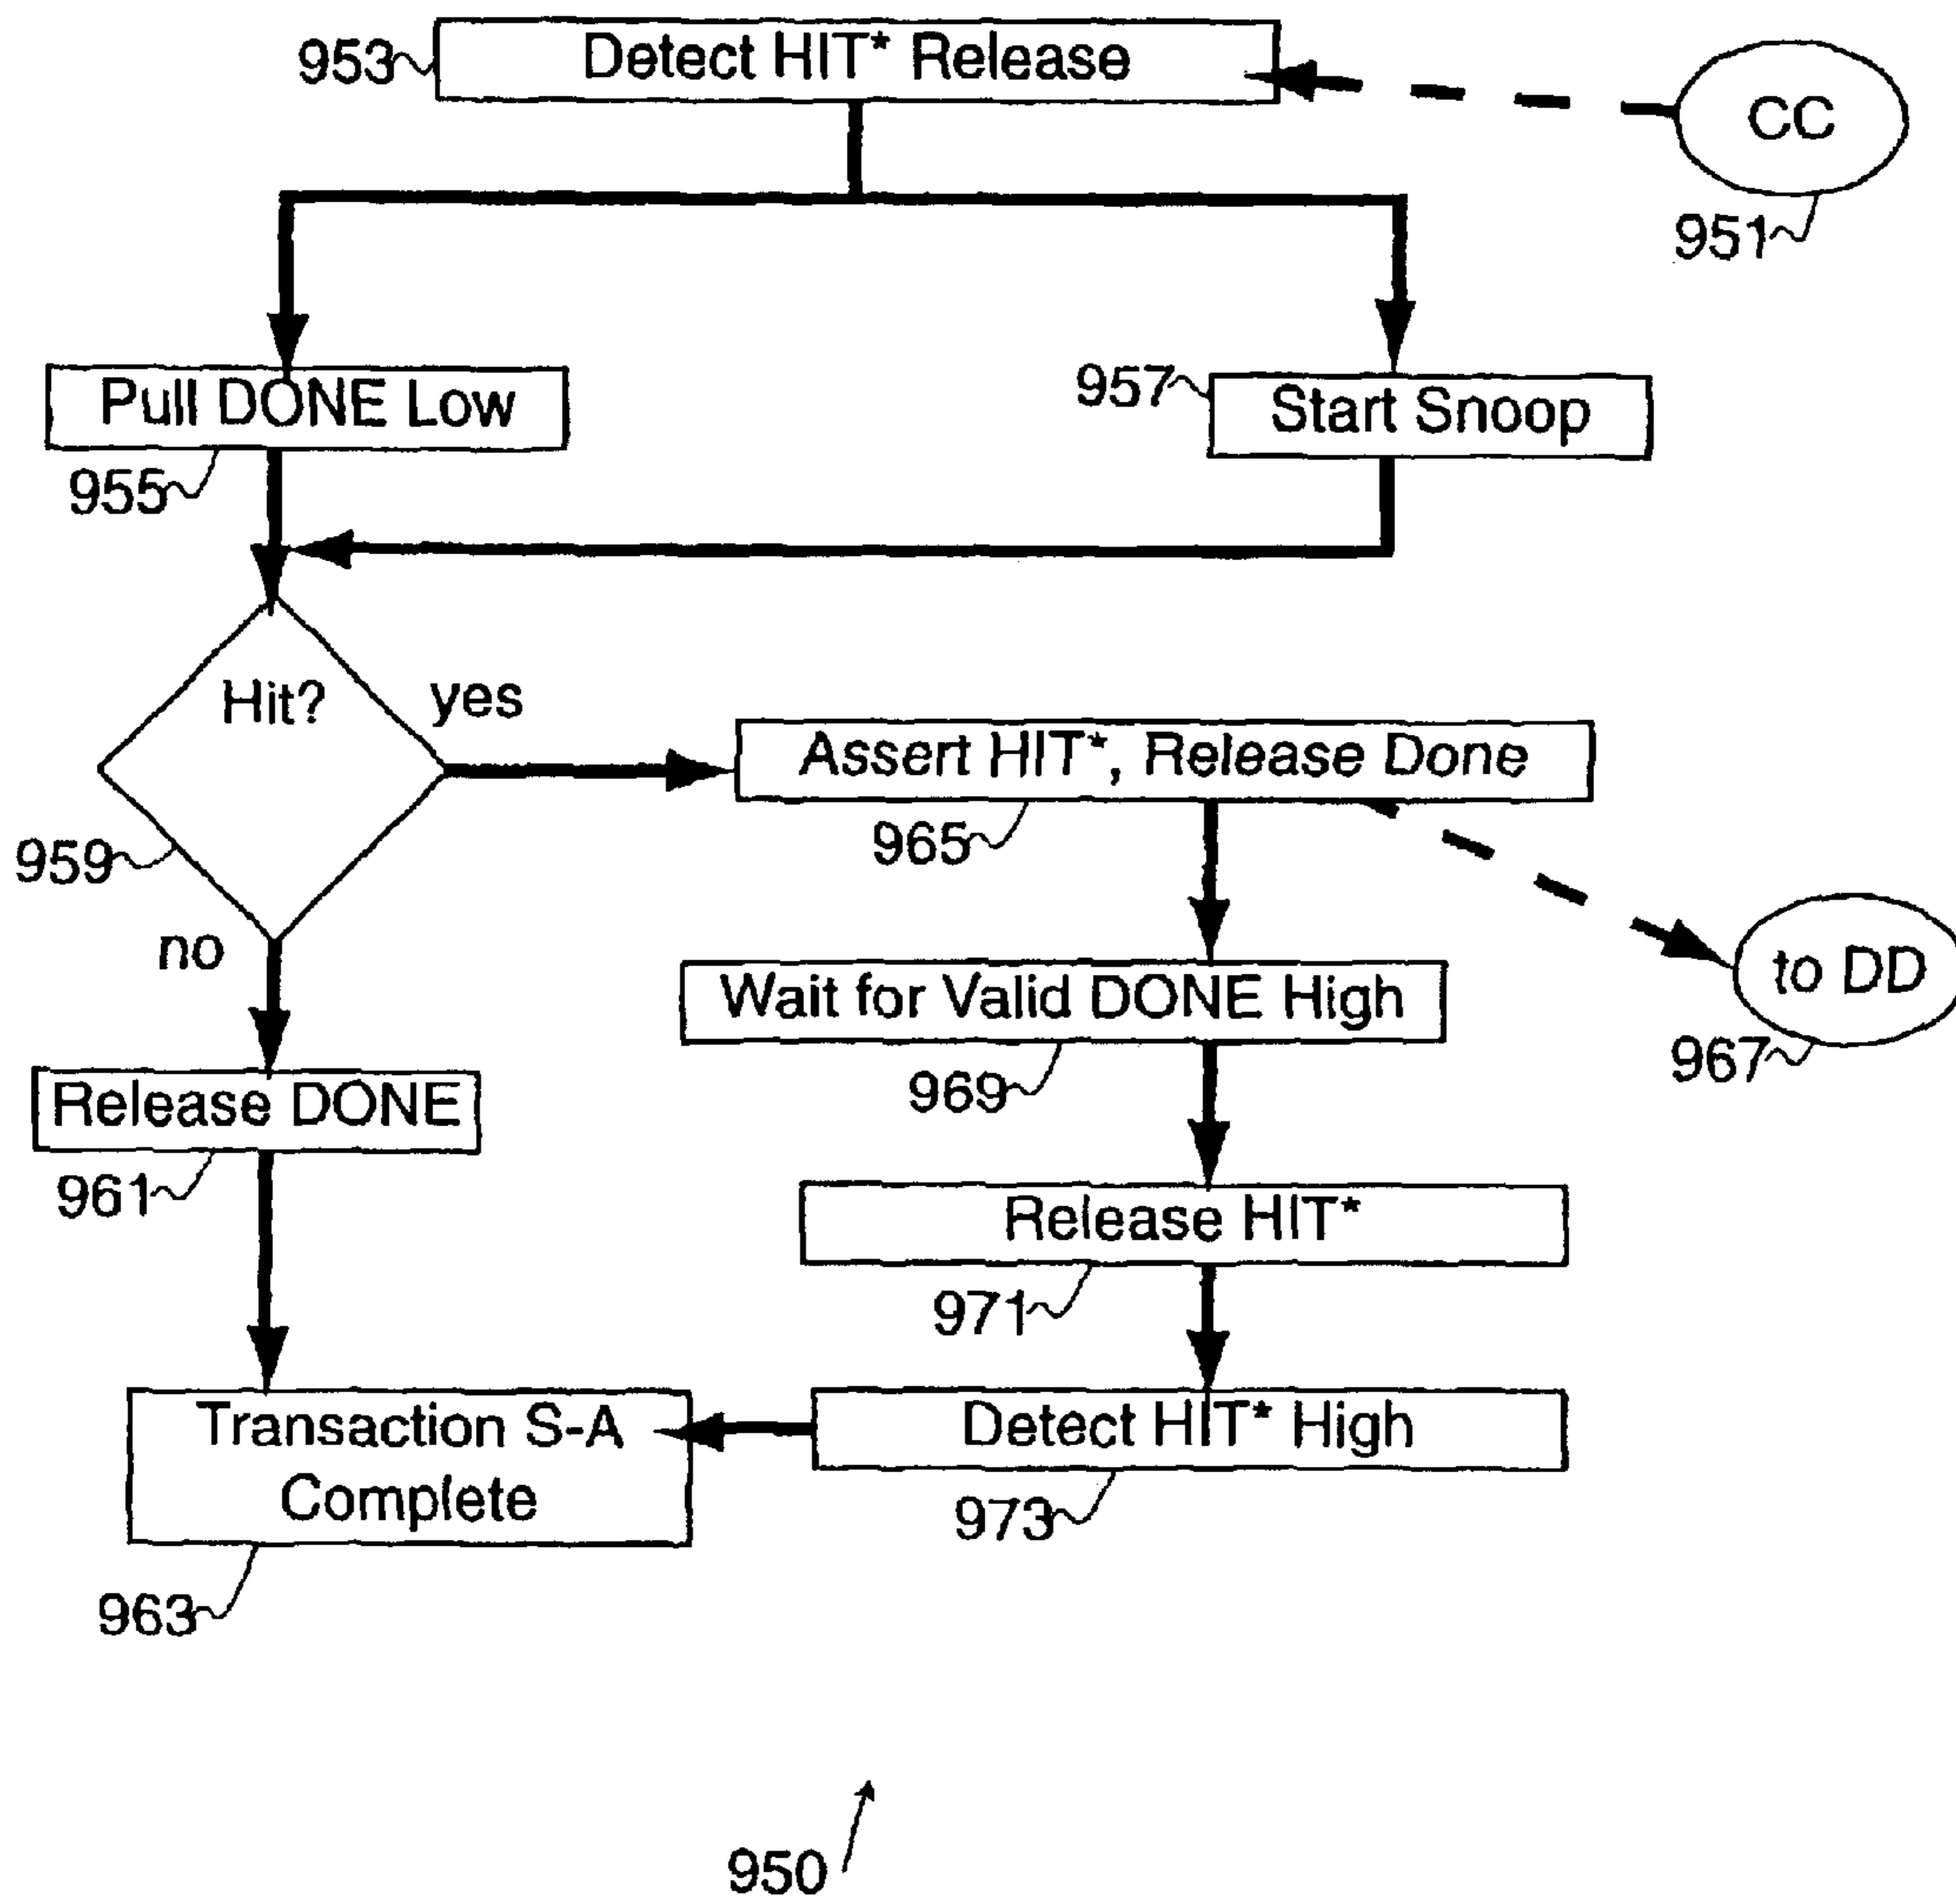 953
Detect HIT* Release
CC
951
Pull DONE Low
955
957
Start Snoop
Hit?
yes
959
no
Assert HIT*, Release Done
965
Wait for Valid DONE High
969
to DD
967
Release DONE
961
Release HIT*
971
Transaction S-A
Complete
963
Detect HIT* High
973
950